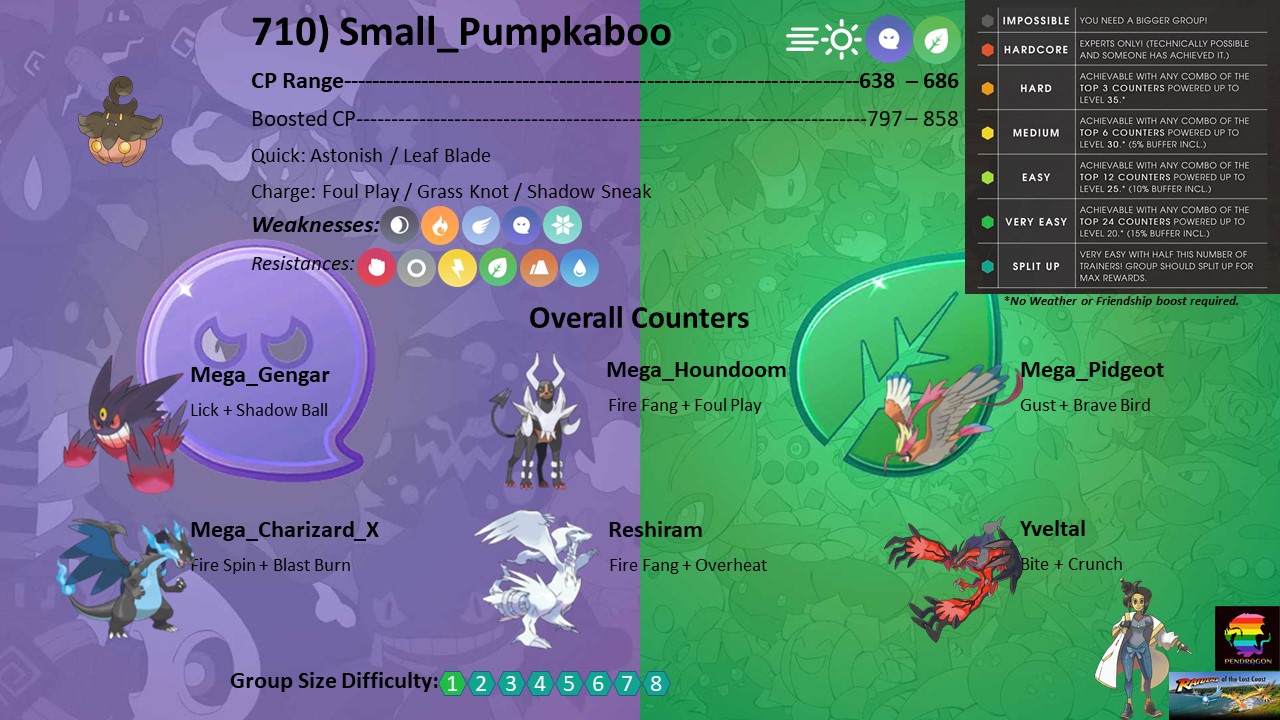 710) Small_Pumpkaboo
CP Range--------------------------------------------------------------------------638 – 686
Boosted CP-------------------------------------------------------------------------797 – 858
Quick: Astonish / Leaf Blade
Charge: Foul Play / Grass Knot / Shadow Sneak
Weaknesses:
Resistances:
IMPOSSIBLE YOU NEED A BIGGER GROUP!
HARDCORE EXPERTS ONLY! (TECHNICALLY POSSIBLE
AND SOMEONE HAS ACHIEVED IT.)
HARD ACHIEVABLE WITH ANY COMBO OF THE
TOP 3 COUNTERS POWERED UP TO
LEVEL 35.*
MEDIUM ACHIEVABLE WITH ANY COMBO OF THE
TOP 6 COUNTERS POWERED UP TO
LEVEL 30.* (5% BUFFER INCL.)
EASY ACHIEVABLE WITH ANY COMBO OF THE
TOP 12 COUNTERS POWERED UP TO
LEVEL 25.* (10% BUFFER INCL.)
VERY EASY ACHIEVABLE WITH ANY COMBO OF THE
TOP 24 COUNTERS POWERED UP TO
LEVEL 20.* (15% BUFFER INCL.)
SPLIT UP VERY EASY WITH HALF THIS NUMBER OF
TRAINERS! GROUP SHOULD SPLIT UP FOR
MAX REWARDS.
*No Weather or Friendship boost required.
Overall Counters
Mega_Gengar
Lick + Shadow Ball
Mega_Houndoom
Fire Fang + Foul Play
Mega_Pidgeot
Gust + Brave Bird
Mega_Charizard_X
Fire Spin + Blast Burn
Reshiram
Fire Fang + Overheat
Yveltal
Bite + Crunch
Group Size Difficulty: 1 2 3 4 5 6 7 8
PENDRAGON
RAIDERS of the Lost Coast